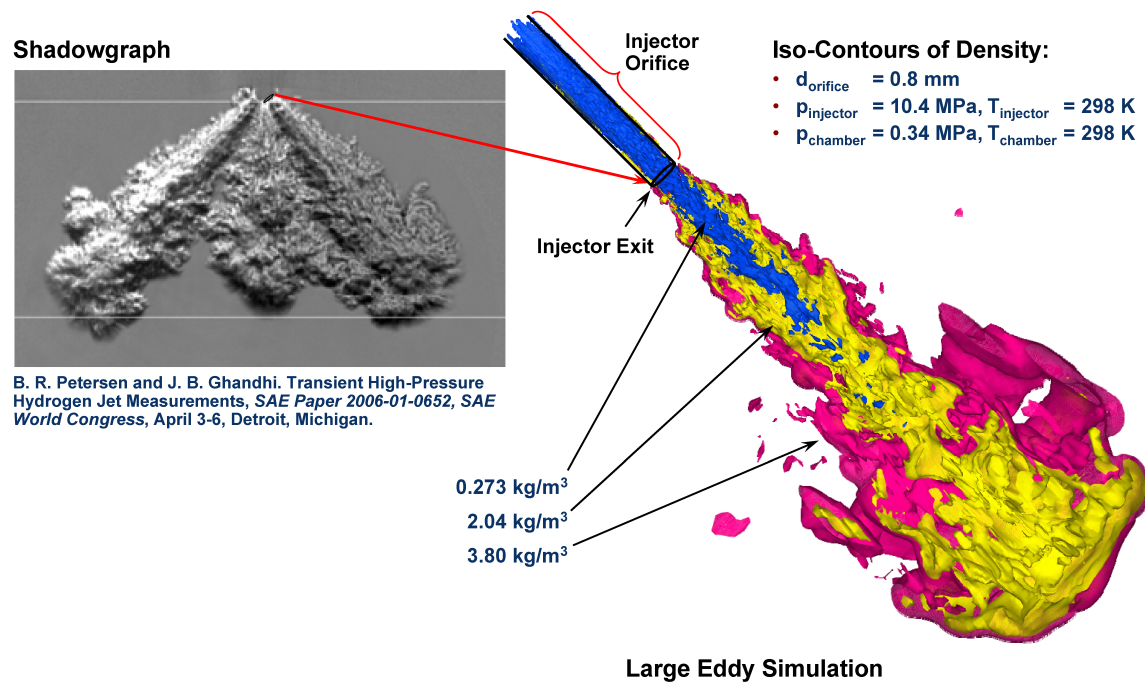 Shadowgraph
B. R. Petersen and J. B. Ghandhi. Transient High-Pressure
Hydrogen Jet Measurements, SAE Paper 2006-01-0652, SAE
World Congress, April 3-6, Detroit, Michigan.
Injector
Orifice
Injector Exit
Iso-Contours of Density:
• d_orifice = 0.8 mm
• p_injector = 10.4 MPa, T_injector = 298 K
• p_chamber = 0.34 MPa, T_chamber = 298 K
0.273 kg/m³
2.04 kg/m³
3.80 kg/m³
Large Eddy Simulation